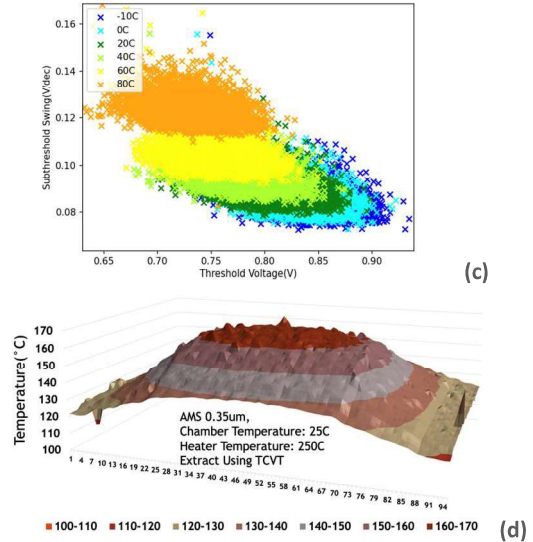 0.16
0.14
0.12
0.10
0.08
Subthreshold Swing(V/dec)
-10C
0C
20C
40C
60C
80C
0.65 0.70 0.75 0.80 0.85 0.90
Threshold Voltage(V)
(c)
Temperature(°C)
170
160
150
140
130
120
110
100
AMS 0.35um,
Chamber Temperature: 25C
Heater Temperature: 250C
Extract Using TCVT
1 4 7 10 13 16 19 22 25 28 31 34 37 40 43 46 49 52 55 58 61 64 67 70 73 76 79 82 85 88 91 94
100-110 110-120 120-130 130-140 140-150 150-160 160-170
(d)